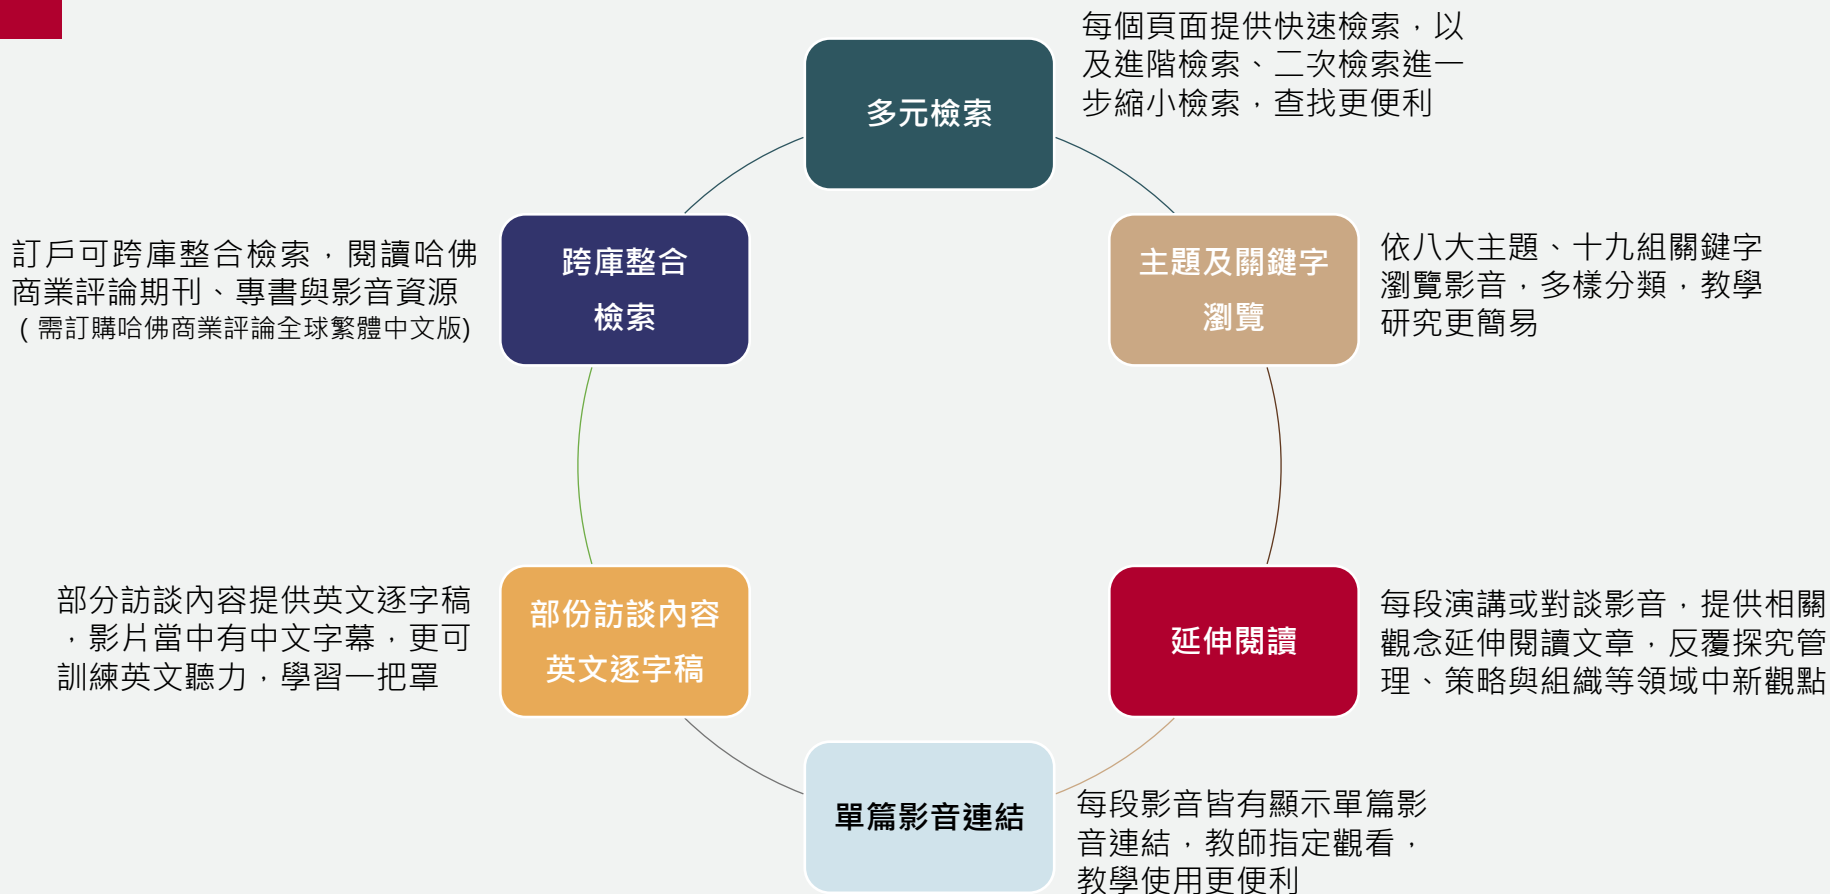 多元檢索
每個頁面提供快速檢索，以
及進階檢索、二次檢索進一
步縮小檢索，查找更便利
主題及關鍵字
瀏覽
依八大主題、十九組關鍵字
瀏覽影音，多樣分類，教學
研究更簡易
延伸閱讀
每段演講或對談影音，提供相關
觀念延伸閱讀文章，反覆探究管
理、策略與組織等領域中新觀點
單篇影音連結
每段影音皆有顯示單篇影
音連結，教師指定觀看，
教學使用更便利
部份訪談內容
英文逐字稿
部分訪談內容提供英文逐字稿
，影片當中有中文字幕，更可
訓練英文聽力，學習一把罩
跨庫整合
檢索
訂戶可跨庫整合檢索，閱讀哈佛
商業評論期刊、專書與影音資源
(需訂購哈佛商業評論全球繁體中文版)